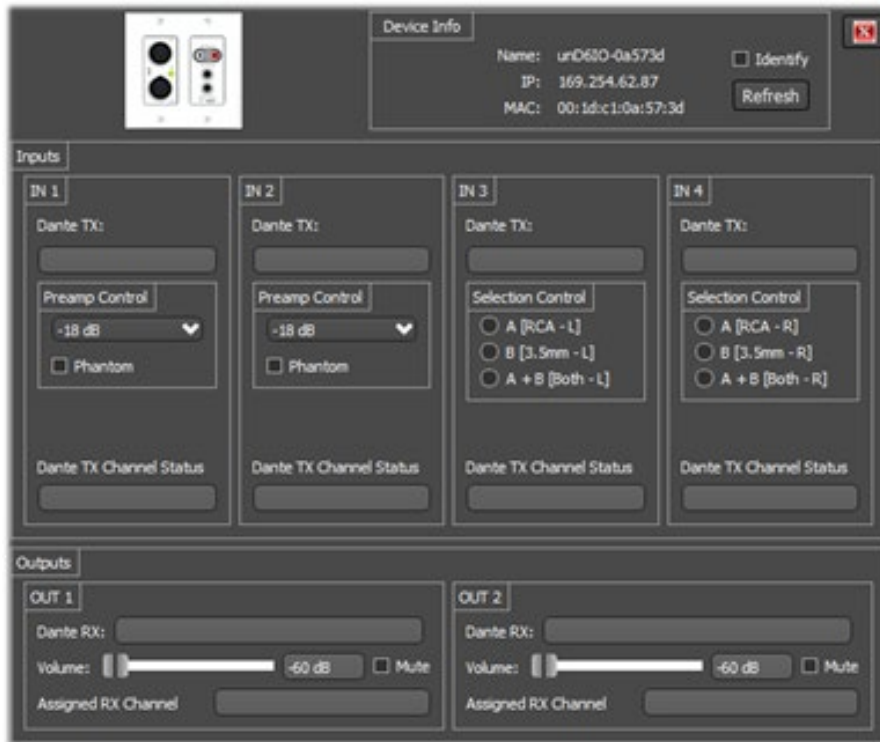 Device Info
Name: unD6IO-0a573d
IP: 169.254.62.87
MAC: 00:1d:c1:0a:57:3d
Identify
Refresh
Inputs
IN 1
Dante TX:
Preamp Control
-18 dB
Phantom
Dante TX Channel Status
IN 2
Dante TX:
Preamp Control
-18 dB
Phantom
Dante TX Channel Status
IN 3
Dante TX:
Selection Control
A [RCA - L]
B [3.5mm - L]
A + B [Both - L]
Dante TX Channel Status
IN 4
Dante TX:
Selection Control
A [RCA - R]
B [3.5mm - R]
A + B [Both - R]
Dante TX Channel Status
Outputs
OUT 1
Dante RX:
Volume: -60 dB Mute
Assigned RX Channel
OUT 2
Dante RX:
Volume: -60 dB Mute
Assigned RX Channel